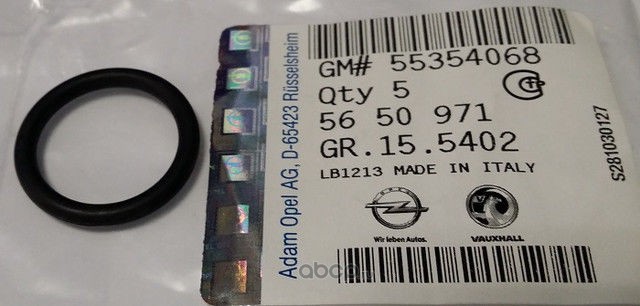 Adam Opel AG, D-65423 Rüsselsheim
GM# 55354068
Qty 5
56 50 971
GR.15.5402
LB1213 MADE IN ITALY
S281030127
OPEL
Wir leben Autos.
VAUXHALL